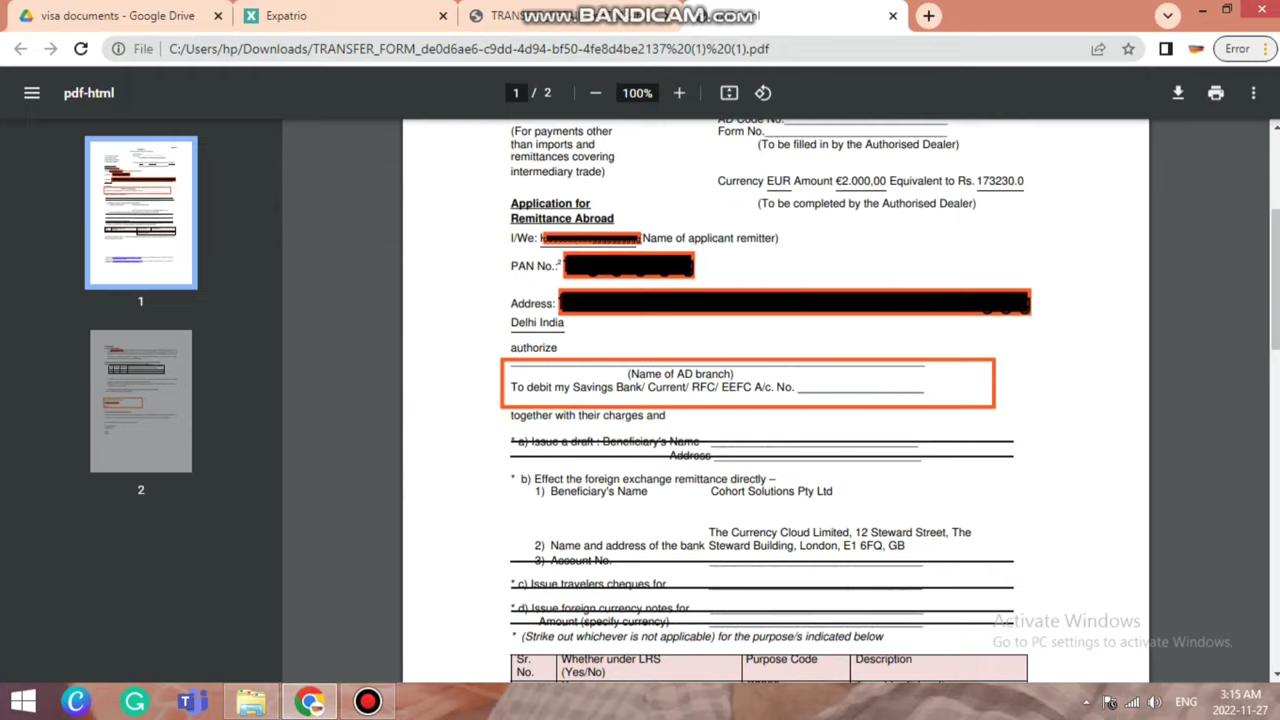 visa documents - Google Drive
Expatrio
TRANS
www.BANDICAM.com
ml
File
C:/Users/hp/Downloads/TRANSFER_FORM_de0d6ae6-c9dd-4d94-bf50-4fe8d4be2137%20(1)%20(1).pdf
Error
pdf-html
1 / 2
100%
AD Code No.
(For payments other Form No.
than imports and (To be filled in by the Authorised Dealer)
remittances covering
intermediary trade)
Currency EUR Amount €2.000,00 Equivalent to Rs. 173230.0
Application for (To be completed by the Authorised Dealer)
Remittance Abroad
I/We: (Name of applicant remitter)
PAN No.:²
Address:
Delhi India
authorize
(Name of AD branch)
To debit my Savings Bank/ Current/ RFC/ EEFC A/c. No.
together with their charges and
* a) Issue a draft : Beneficiary's Name
Address
* b) Effect the foreign exchange remittance directly –
1) Beneficiary's Name Cohort Solutions Pty Ltd
The Currency Cloud Limited, 12 Steward Street, The
2) Name and address of the bank Steward Building, London, E1 6FQ, GB
3) Account No.
* c) Issue travelers cheques for
* d) Issue foreign currency notes for
Amount (specify currency)
* (Strike out whichever is not applicable) for the purpose/s indicated below
Sr. Whether under LRS Purpose Code Description
No. (Yes/No)
1
2
Activate Windows
Go to PC settings to activate Windows.
ENG
3:15 AM
2022-11-27